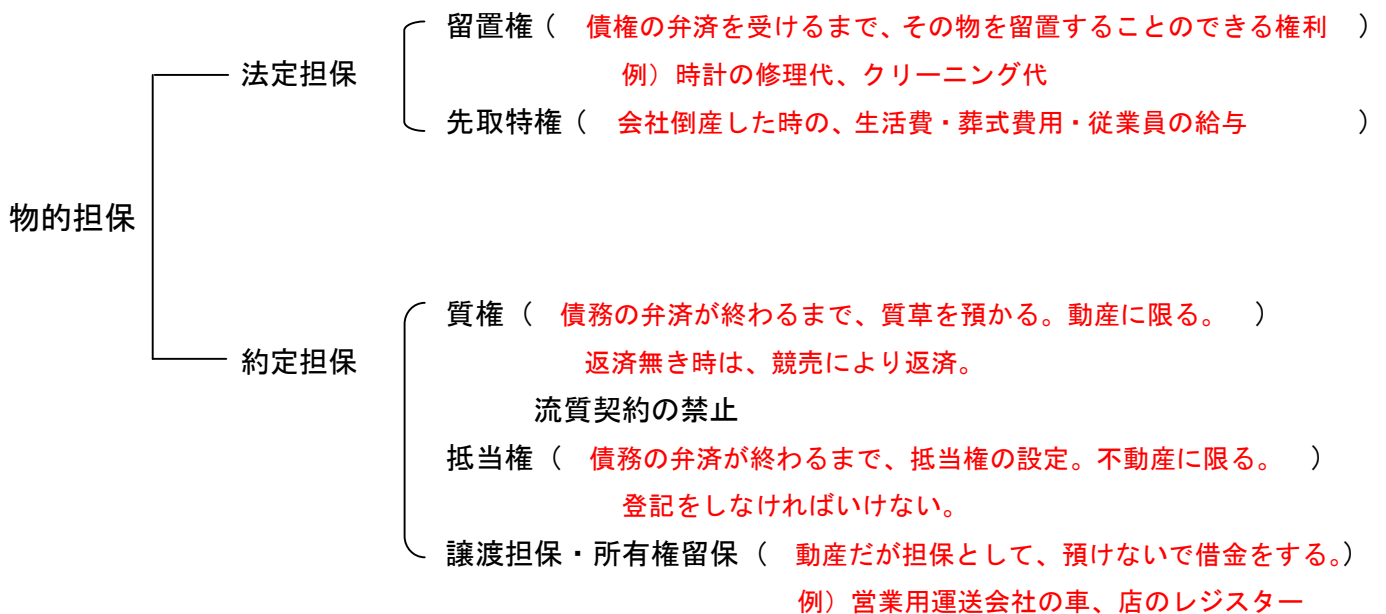 留置権（　債権の弁済を受けるまで、その物を留置することのできる権利　）
法定担保
例）時計の修理代、クリーニング代
先取特権（　会社倒産した時の、生活費・葬式費用・従業員の給与　）
物的担保
質権（　債務の弁済が終わるまで、質草を預かる。動産に限る。　）
約定担保
返済無き時は、競売により返済。
流質契約の禁止
抵当権（　債務の弁済が終わるまで、抵当権の設定。不動産に限る。　）
登記をしなければいけない。
譲渡担保・所有権留保（　動産だが担保として、預けないで借金をする。）
例）営業用運送会社の車、店のレジスター